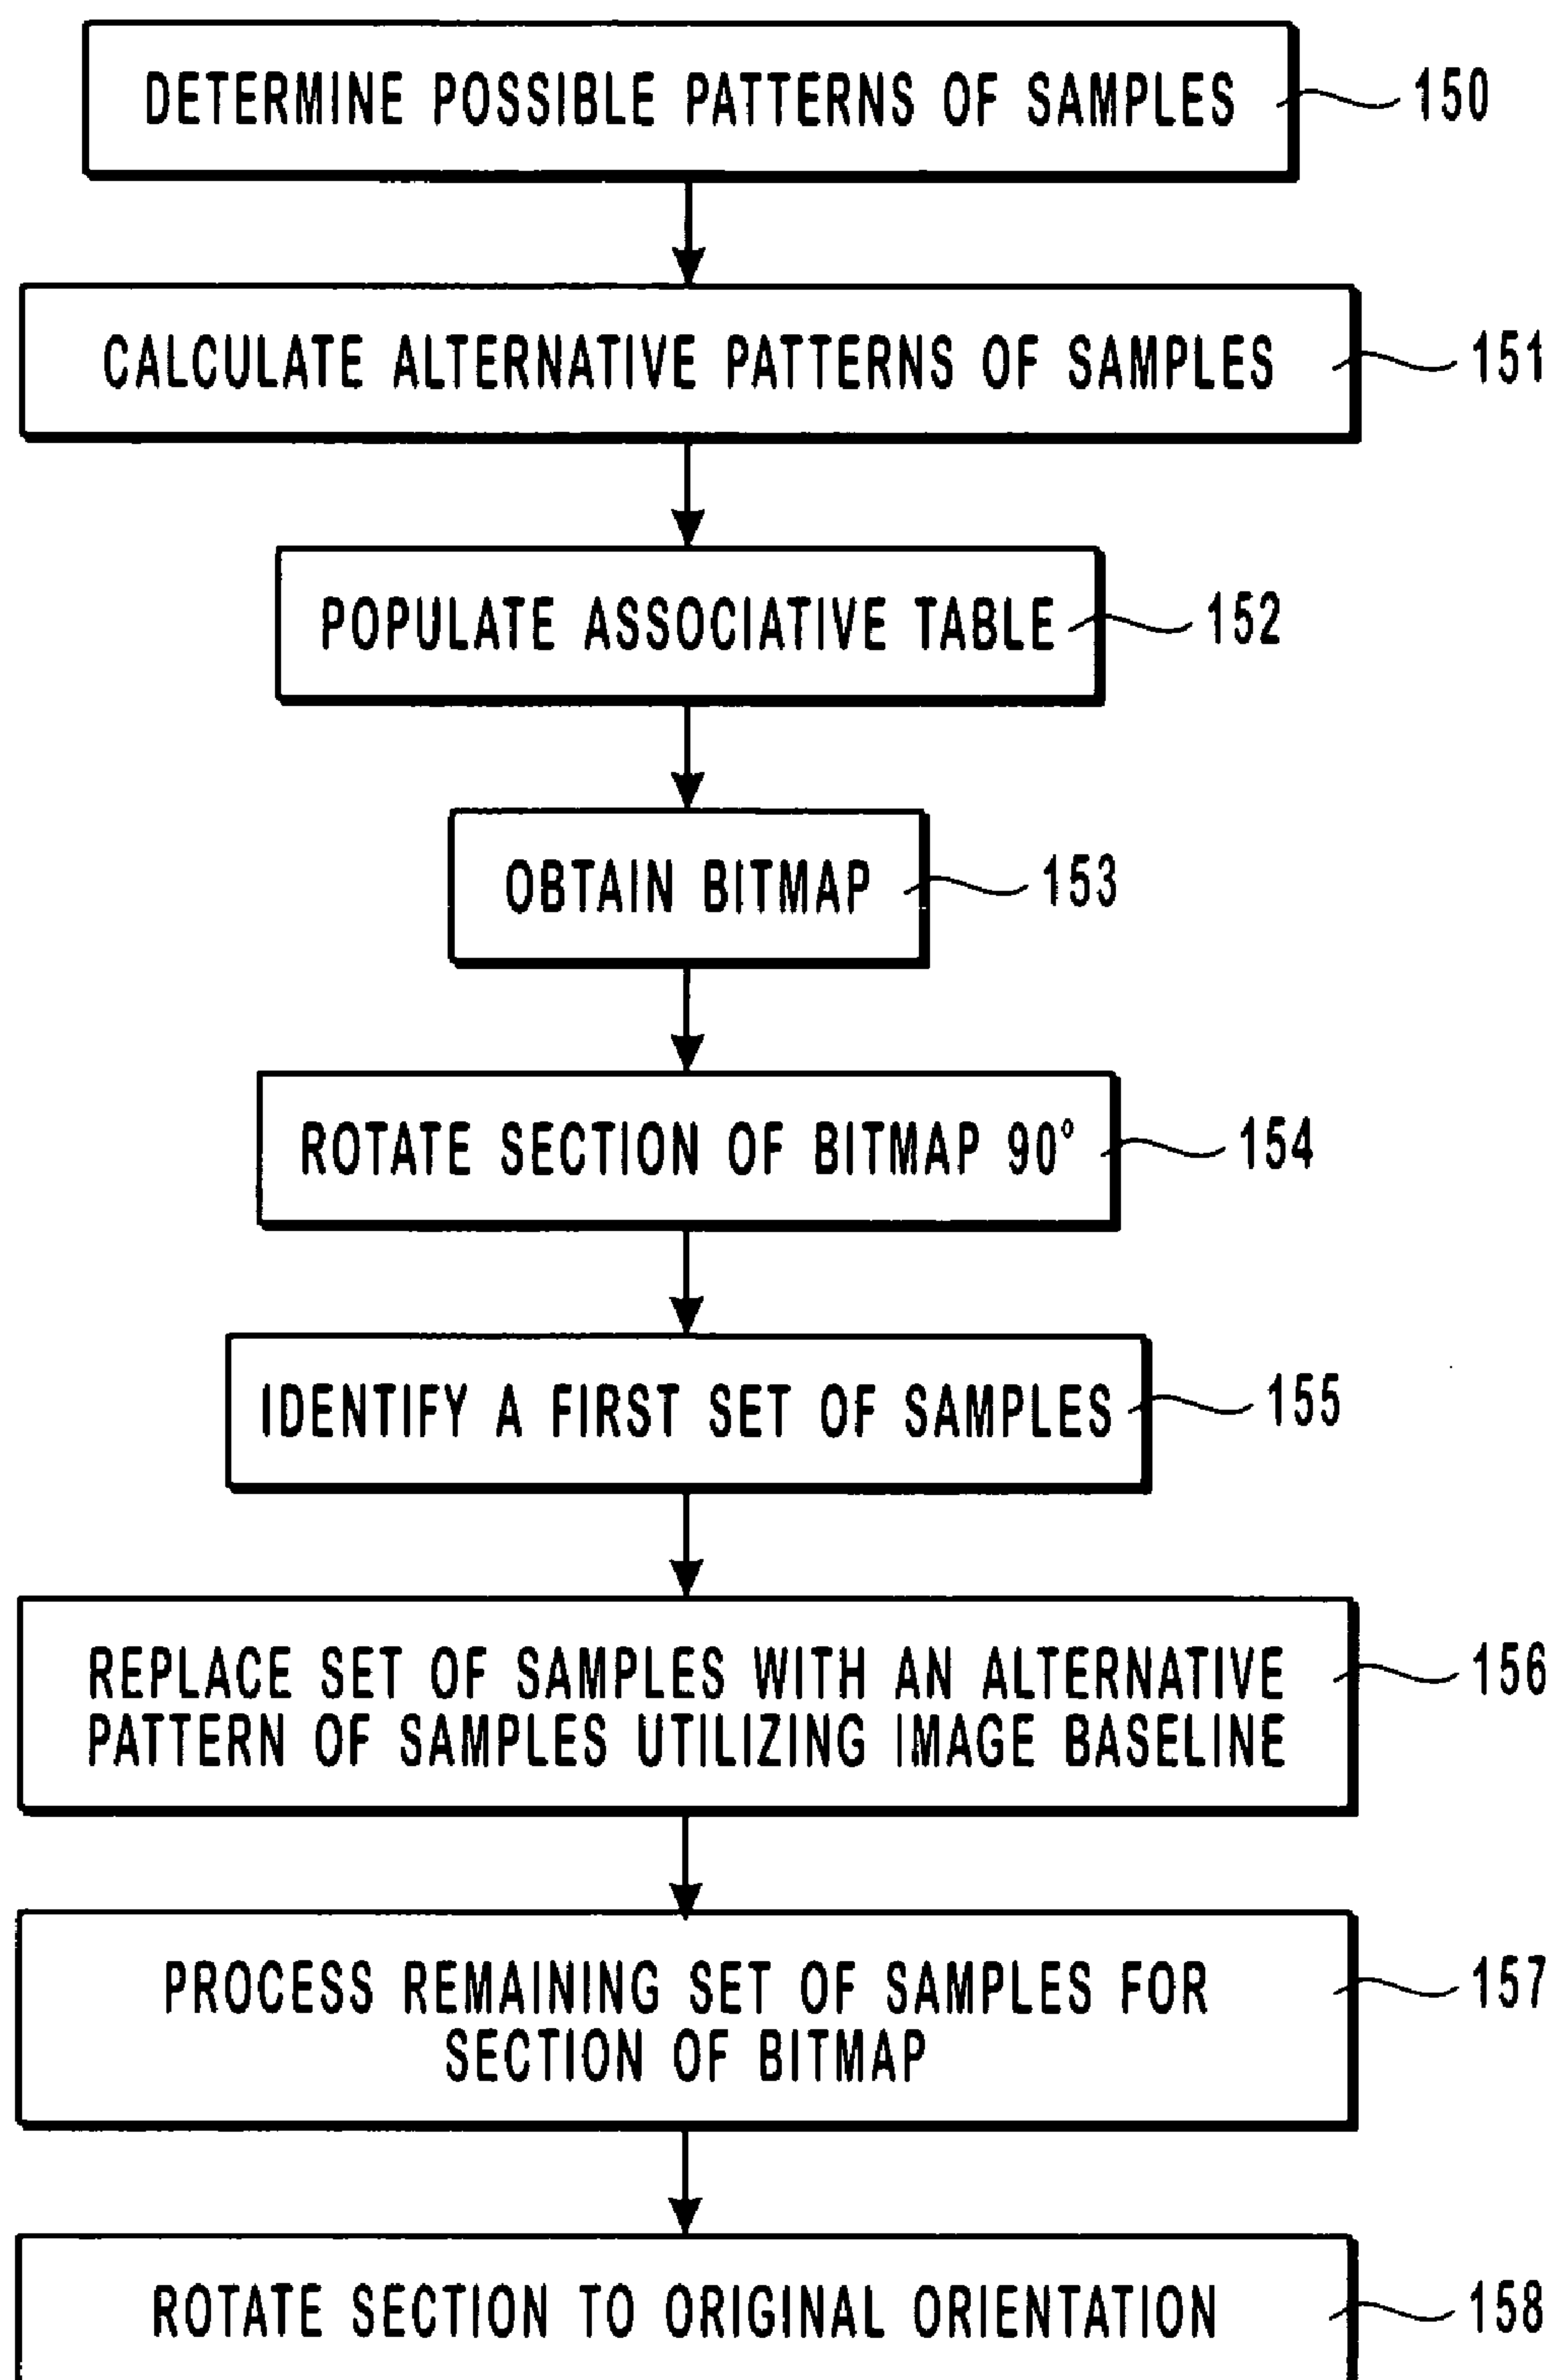 DETERMINE POSSIBLE PATTERNS OF SAMPLES 150
CALCULATE ALTERNATIVE PATTERNS OF SAMPLES 151
POPULATE ASSOCIATIVE TABLE 152
OBTAIN BITMAP 153
ROTATE SECTION OF BITMAP 90° 154
IDENTIFY A FIRST SET OF SAMPLES 155
REPLACE SET OF SAMPLES WITH AN ALTERNATIVE 156
PATTERN OF SAMPLES UTILIZING IMAGE BASELINE
PROCESS REMAINING SET OF SAMPLES FOR 157
SECTION OF BITMAP
ROTATE SECTION TO ORIGINAL ORIENTATION 158